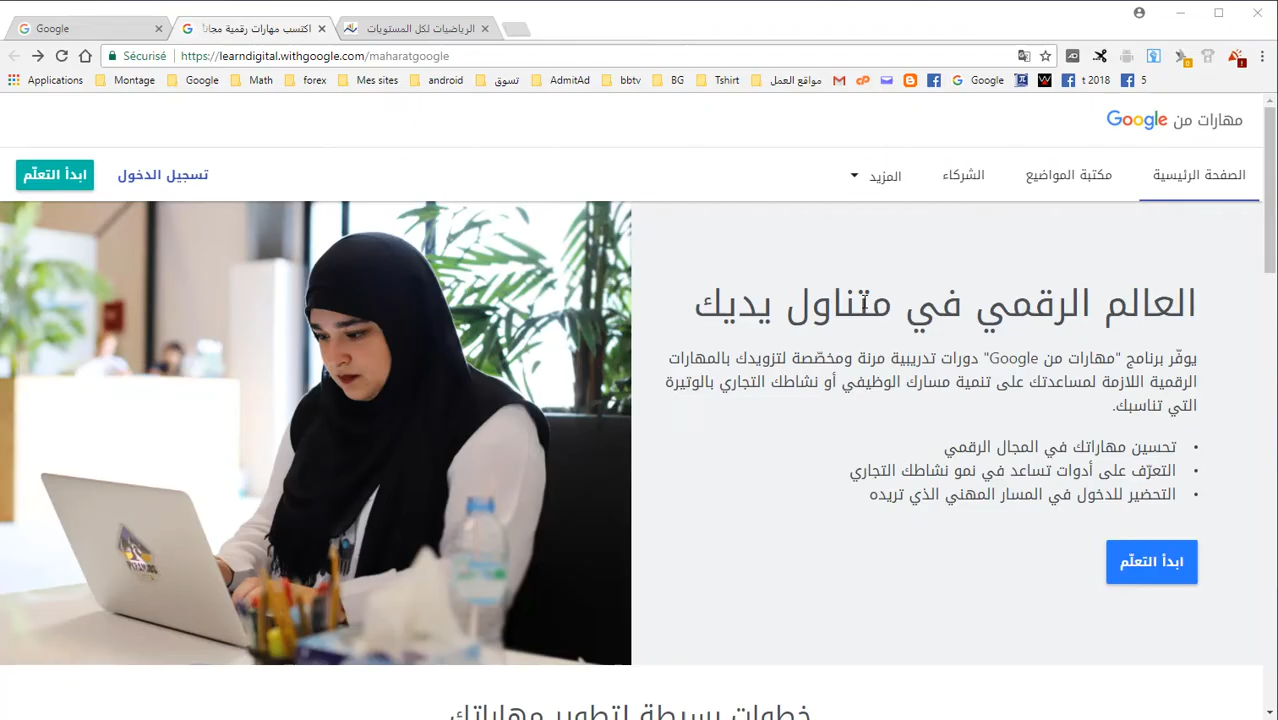 Google
اكتسب مهارات رقمية مجانا
الرياضيات لكل المستويات
Sécurisé
https://learndigital.withgoogle.com/maharatgoogle
Applications
Montage
Google
Math
forex
Mes sites
android
تسوق
AdmitAd
bbtv
BG
Tshirt
مواقع العمل
Google
t 2018
5
مهارات من Google
الصفحة الرئيسية
مكتبة المواضيع
الشركاء
المزيد
تسجيل الدخول
ابدأ التعلّم
العالم الرقمي في متناول يديك
يوفّر برنامج "مهارات من Google" دورات تدريبية مرنة ومخصّصة لتزويدك بالمهارات
الرقمية اللازمة لمساعدتك على تنمية مسارك الوظيفي أو نشاطك التجاري بالوتيرة
التي تناسبك.
• تحسين مهاراتك في المجال الرقمي
• التعرّف على أدوات تساعد في نمو نشاطك التجاري
• التحضير للدخول في المسار المهني الذي تريده
ابدأ التعلّم
خطوات بسيطة لتطوير مهاراتك